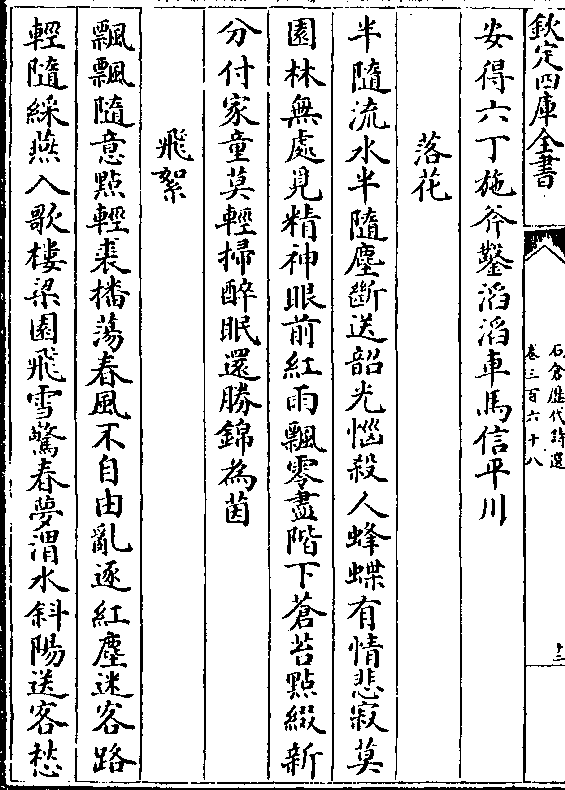 欽定四庫全書
石倉歷代詩選
卷三百六十八
十二
安得六丁施斧鑿滔滔車馬信平川
落花
半隨流水半隨塵斷送韶光惱殺人蜂蝶有情悲寂莫
園林無處見精神眼前紅雨飄零盡階下蒼苔點綴新
分付家童莫輕掃醉眠還勝錦為茵
飛絮
飄飄隨意點輕裘㨫蕩春風不自由亂逐紅塵迷客路
輕隨綵燕入歌樓梁園飛雪驚春夢渭水斜陽送客愁